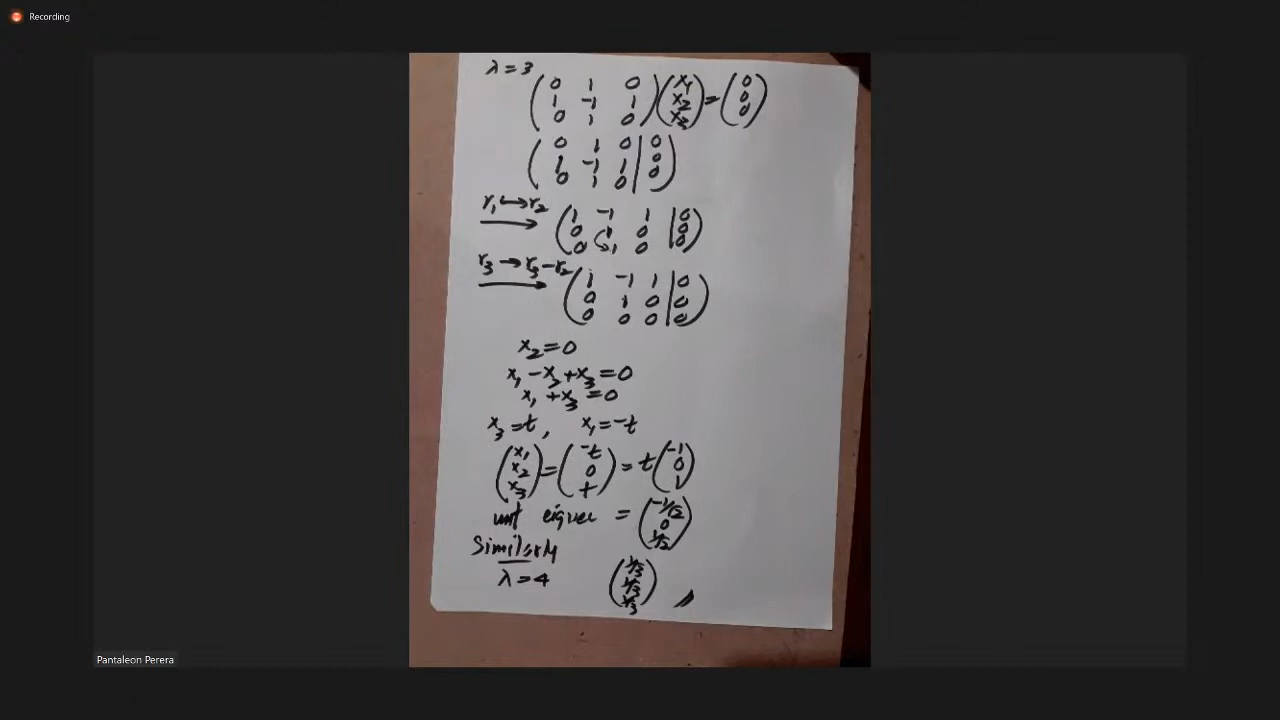 Recording
λ = 3 (0 1 0; 1 -1 1; 0 1 0) (x₁; x₂; x₃) = (0; 0; 0)
(0 1 0 | 0; 1 -1 1 | 0; 0 1 0 | 0)
r₁ ↔ r₂ (1 -1 1 | 0; 0 1 0 | 0; 0 1 0 | 0)
r₃ → r₃ - r₂ (1 -1 1 | 0; 0 1 0 | 0; 0 0 0 | 0)
x₂ = 0
x₁ - x₂ + x₃ = 0
x₁ + x₃ = 0
x₃ = t, x₁ = -t
(x₁; x₂; x₃) = (-t; 0; t) = t(-1; 0; 1)
unit eigvec = (-1/√2; 0; 1/√2)
Similarly
λ = 4 (1/√3; 1/√3; 1/√3)
Pantaleon Perera